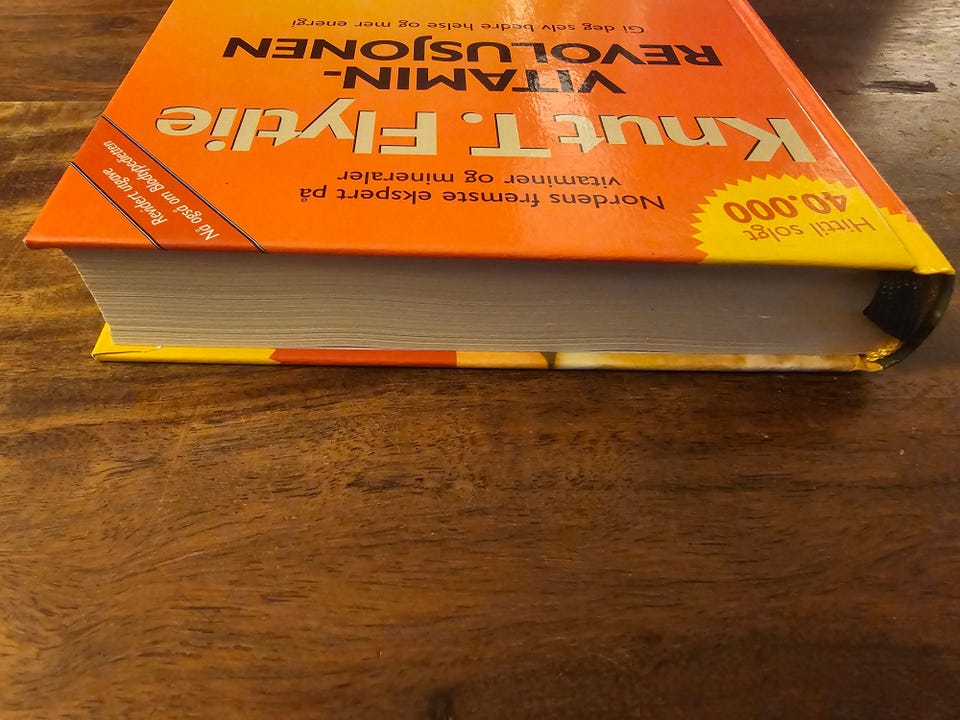 Hittil solgt
40.000
Nordens fremste ekspert på
vitaminer og mineraler
Knut T. Flytlie
VITAMIN-
REVOLUSJONEN
Gi deg selv bedre helse og mer energi
Nå også om Blodtypedietten
Revidert utgave